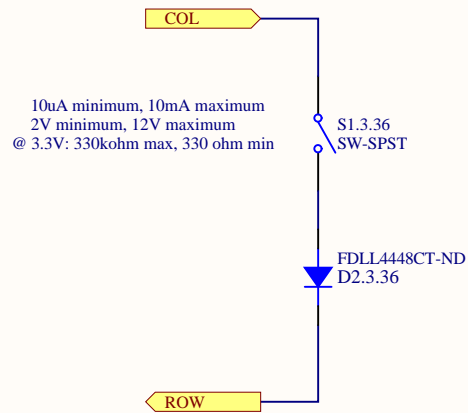 COL
10uA minimum, 10mA maximum
2V minimum, 12V maximum
@ 3.3V: 330kohm max, 330 ohm min
S1.3.36
SW-SPST
FDLL4448CT-ND
D2.3.36
ROW